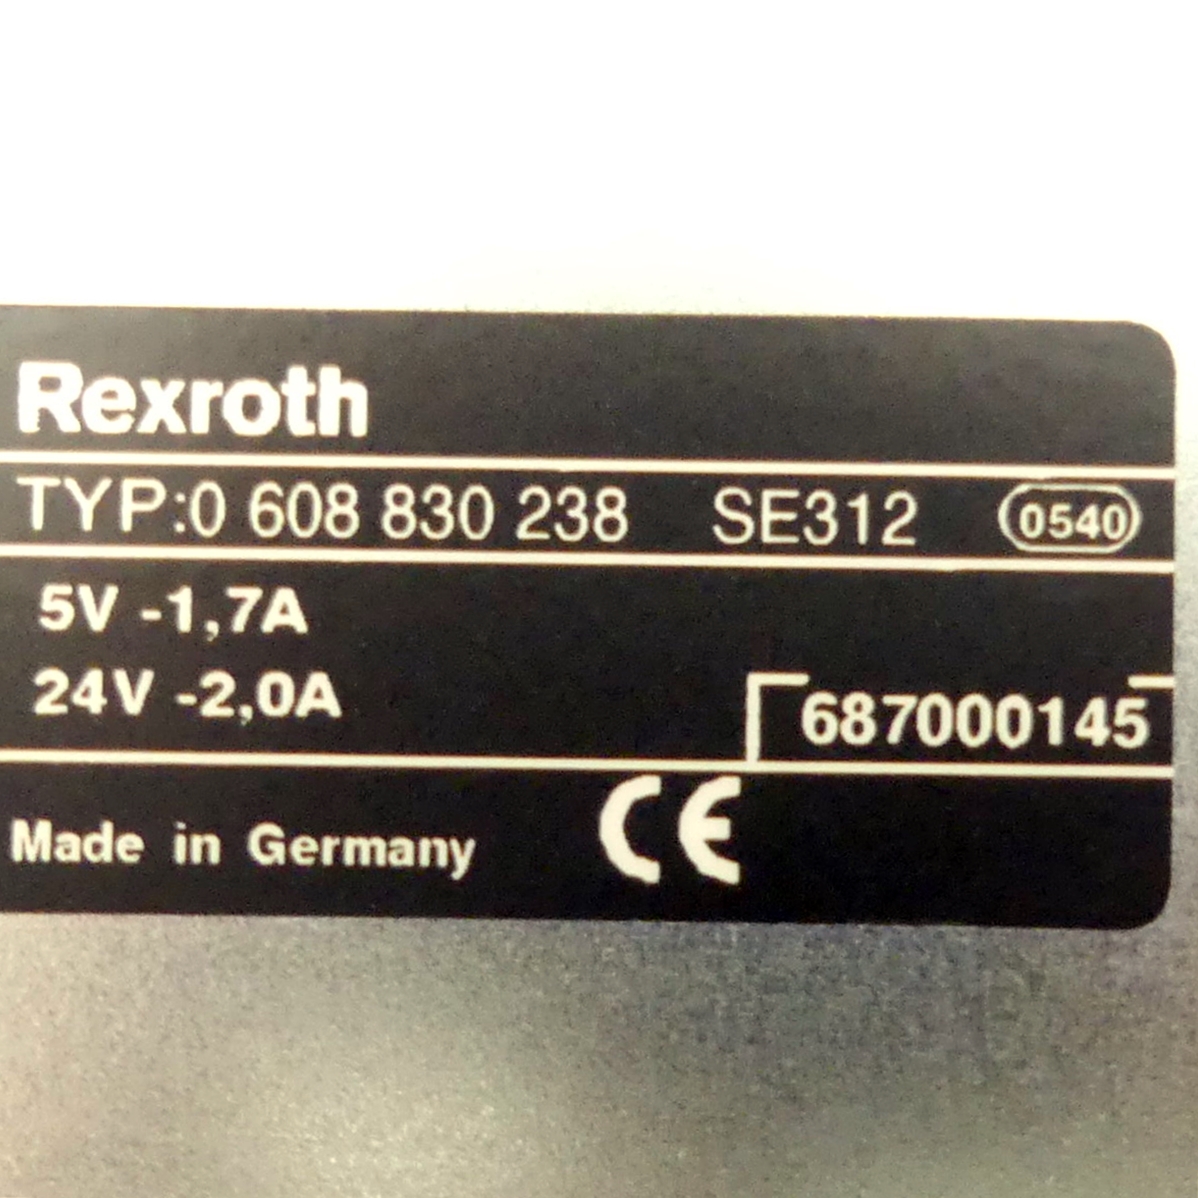 Rexroth
TYP:0 608 830 238 SE312 0540
5V -1,7A
24V -2,0A
687000145
Made in Germany CE